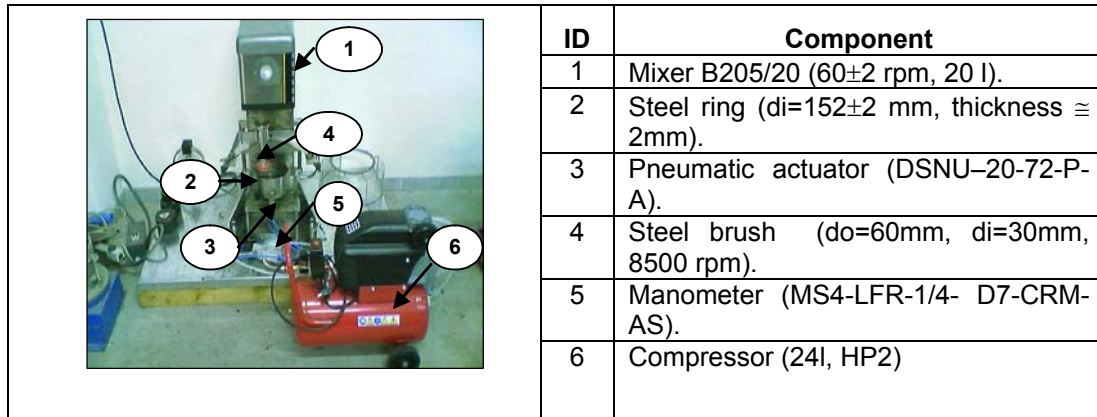 1
4
2
5
3
6
ID Component
1 Mixer B205/20 (60±2 rpm, 20 l).
2 Steel ring (di=152±2 mm, thickness ≅
2mm).
3 Pneumatic actuator (DSNU–20-72-P-
A).
4 Steel brush (do=60mm, di=30mm,
8500 rpm).
5 Manometer (MS4-LFR-1/4- D7-CRM-
AS).
6 Compressor (24l, HP2)